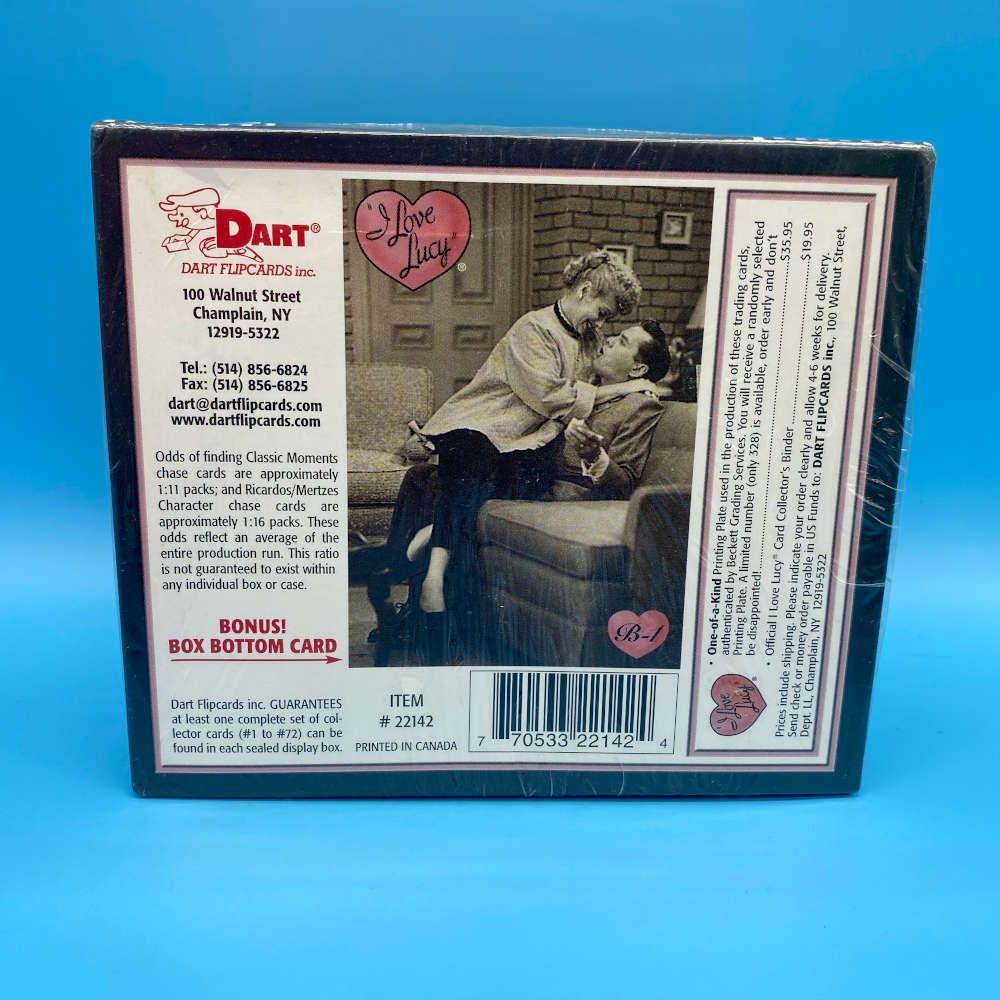 DART®
DART FLIPCARDS inc.
100 Walnut Street
Champlain, NY
12919-5322
Tel.: (514) 856-6824
Fax: (514) 856-6825
dart@dartflipcards.com
www.dartflipcards.com
Odds of finding Classic Moments
chase cards are approximately
1:11 packs; and Ricardos/Mertzes
Character chase cards are
approximately 1:16 packs. These
odds reflect an average of the
entire production run. This ratio
is not guaranteed to exist within
any individual box or case.
BONUS!
BOX BOTTOM CARD
Dart Flipcards inc. GUARANTEES
at least one complete set of col-
lector cards (#1 to #72) can be
found in each sealed display box.
"I Love
Lucy"®
B-1
ITEM
# 22142
PRINTED IN CANADA
7 70533 22142 4
• One-of-a-Kind Printing Plate used in the production of these trading cards,
authenticated by Beckett Grading Services. You will receive a randomly selected
Printing Plate. A limited number (only 328) is available, order early and don't
be disappointed!..........$35.95
• Official I Love Lucy® Card Collector's Binder ..........$19.95
Prices include shipping. Please indicate your order clearly and allow 4-6 weeks for delivery.
Send check or money order payable in US Funds to: DART FLIPCARDS inc., 100 Walnut Street,
Dept. LL, Champlain, NY 12919-5322
"I Love
Lucy"®